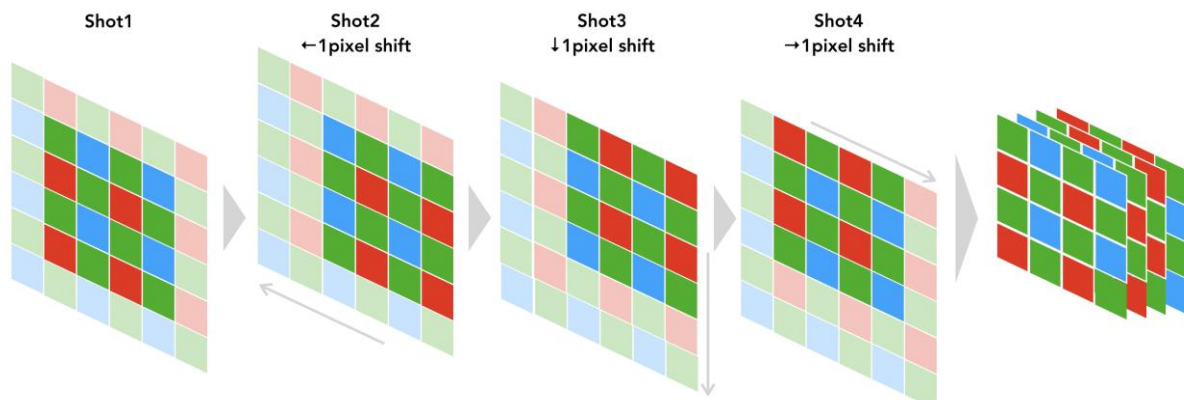 Shot1
Shot2
←1pixel shift
Shot3
↓1pixel shift
Shot4
→1pixel shift